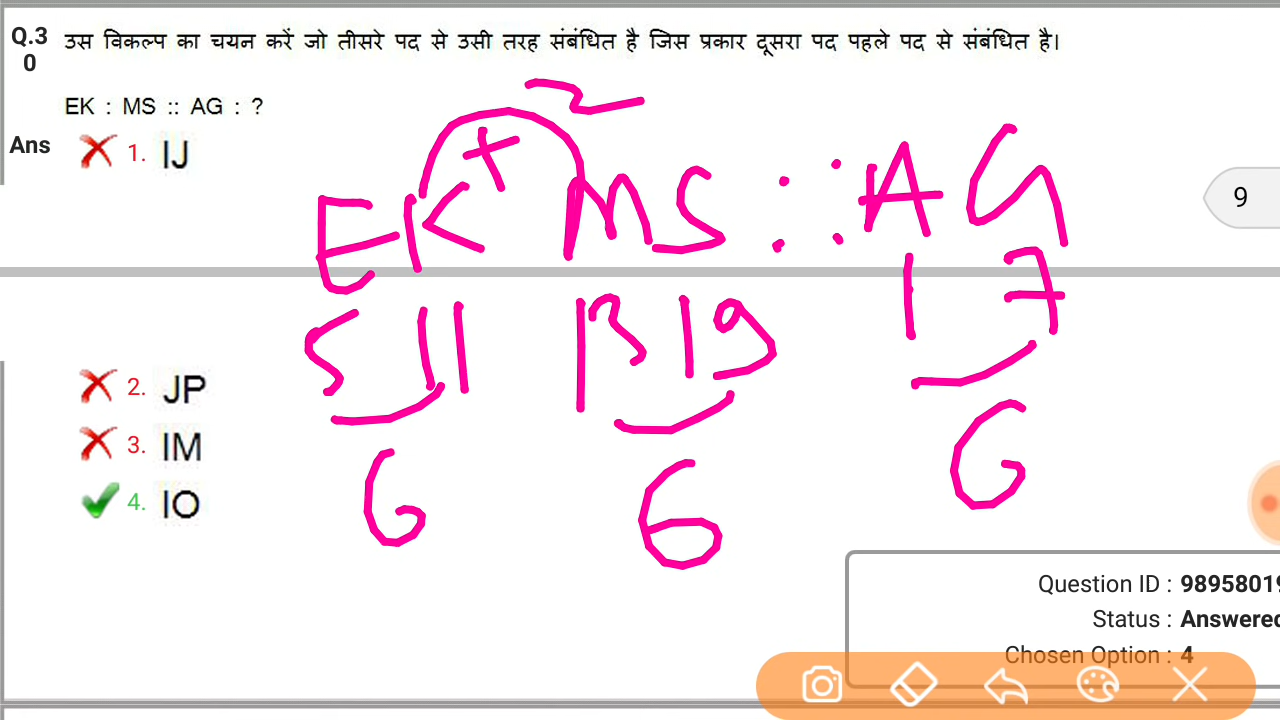 Q.30 उस विकल्प का चयन करें जो तीसरे पद से उसी तरह संबंधित है जिस प्रकार दूसरा पद पहले पद से संबंधित है।
EK : MS :: AG : ?
Ans 1. IJ
2. JP
3. IM
4. IO
+2
EK MS :: AG
5 11 13 19 1 7
6 6 6
9
Question ID : 98958019
Status : Answered
Chosen Option : 4